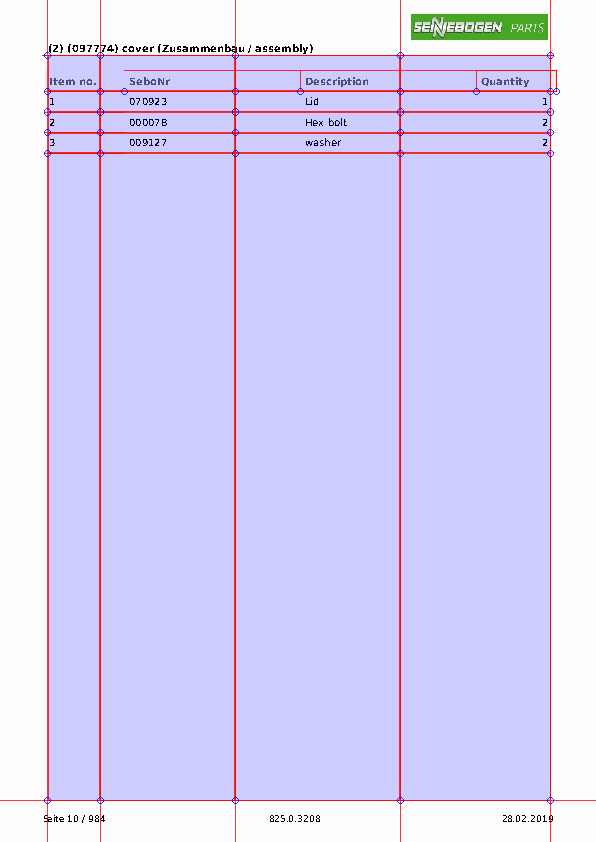 SENNEBOGEN PARTS
(2) (097774) cover (Zusammenbau / assembly)
Item no. SeboNr Description Quantity
1 070923 Lid 1
2 000078 Hex bolt 2
3 009127 washer 2
Seite 10 / 984 825.0.3208 28.02.2019